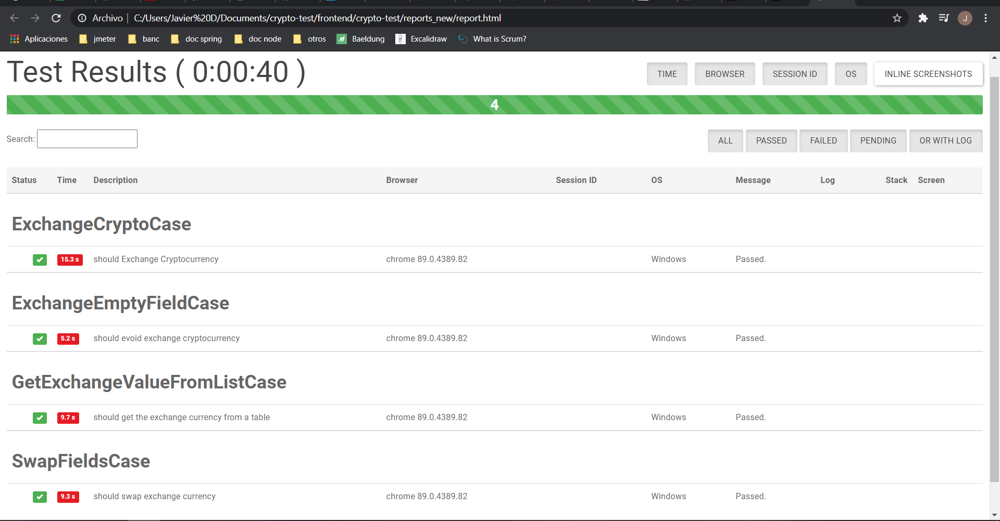 Archivo C:/Users/Javier%20D/Documents/crypto-test/frontend/crypto-test/reports_new/report.html J
Aplicaciones jmeter banc doc spring doc node otros Baeldung Excalidraw What is Scrum?
Test Results ( 0:00:40 ) TIME BROWSER SESSION ID OS INLINE SCREENSHOTS
4
Search: ALL PASSED FAILED PENDING OR WITH LOG
Status Time Description Browser Session ID OS Message Log Stack Screen
ExchangeCryptoCase
15.3 s should Exchange Cryptocurrency chrome 89.0.4389.82 Windows Passed.
ExchangeEmptyFieldCase
5.2 s should evoid exchange cryptocurrency chrome 89.0.4389.82 Windows Passed.
GetExchangeValueFromListCase
9.7 s should get the exchange currency from a table chrome 89.0.4389.82 Windows Passed.
SwapFieldsCase
9.3 s should swap exchange currency chrome 89.0.4389.82 Windows Passed.